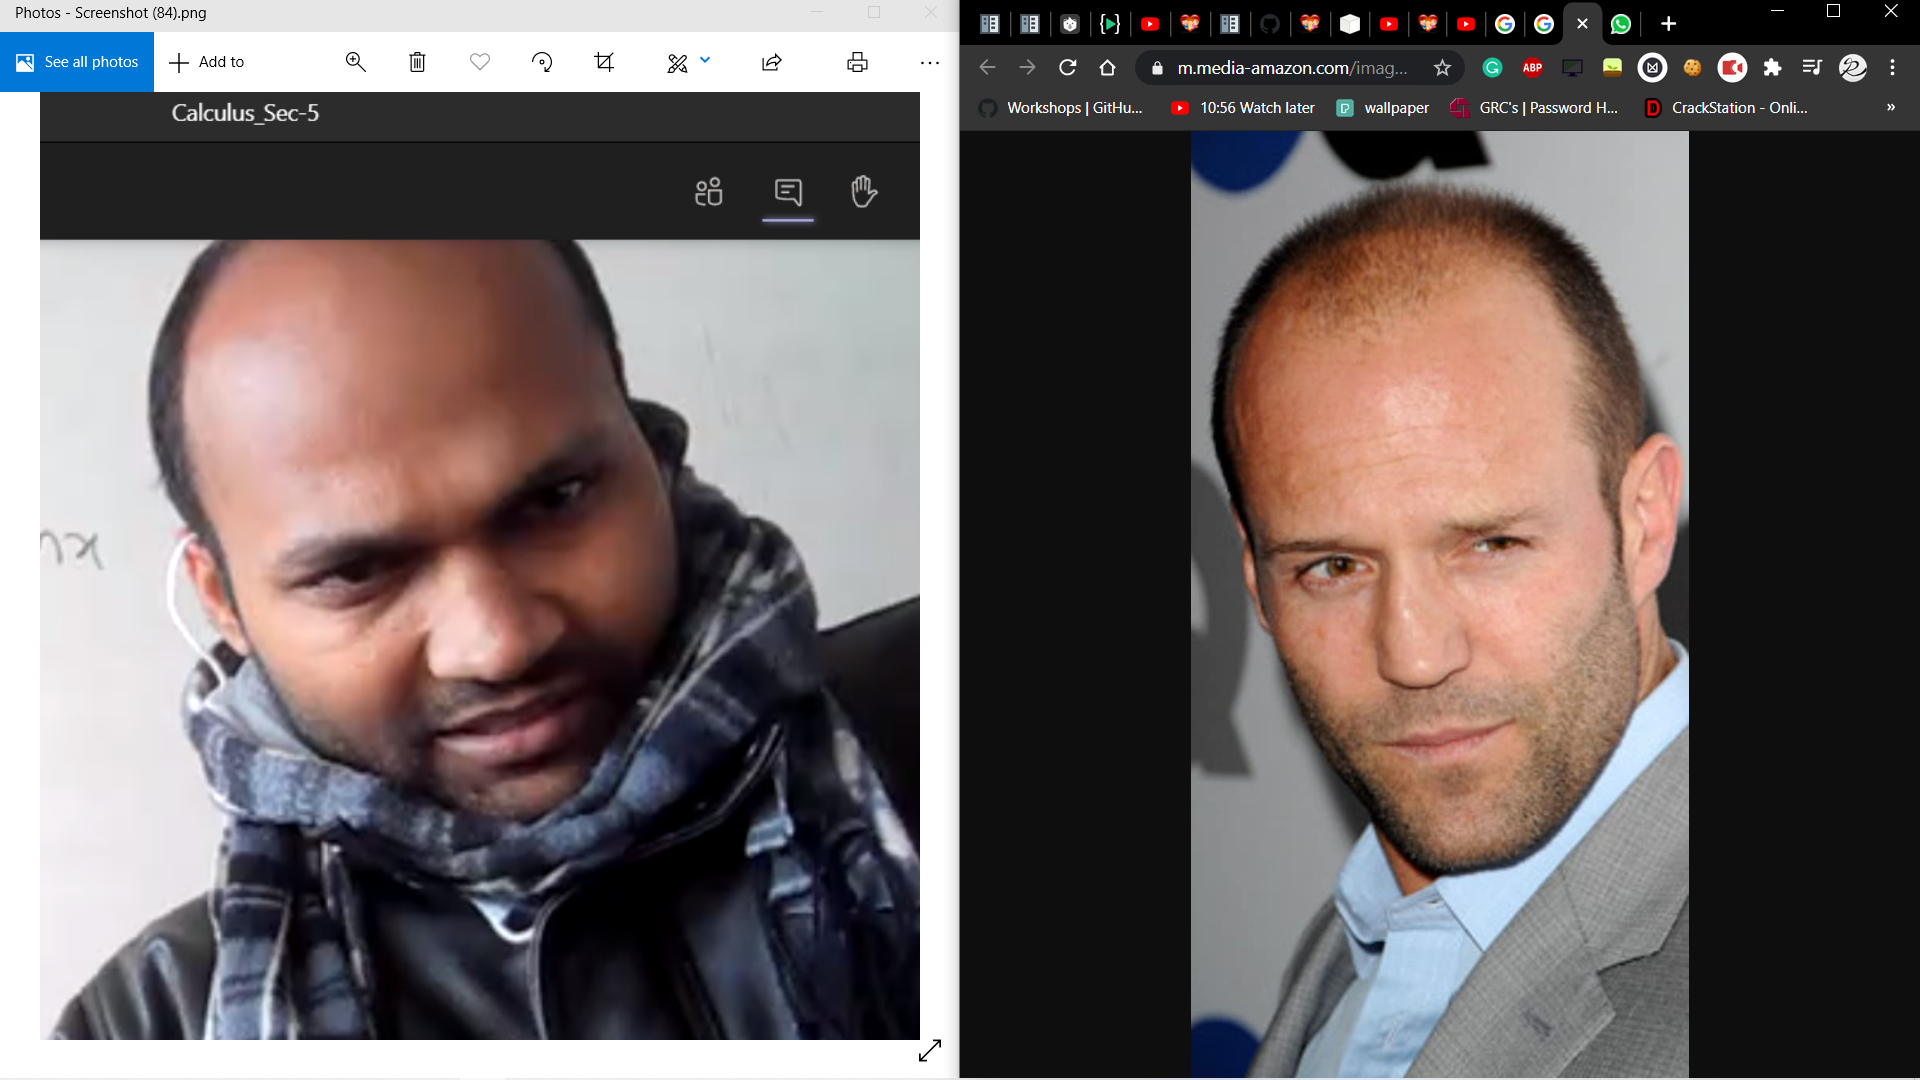 Photos - Screenshot (84).png
See all photos
Add to
Calculus_Sec-5
nx
m.media-amazon.com/imag...
Workshops | GitHu...
10:56 Watch later
wallpaper
GRC's | Password H...
CrackStation - Onli...
»
ABP